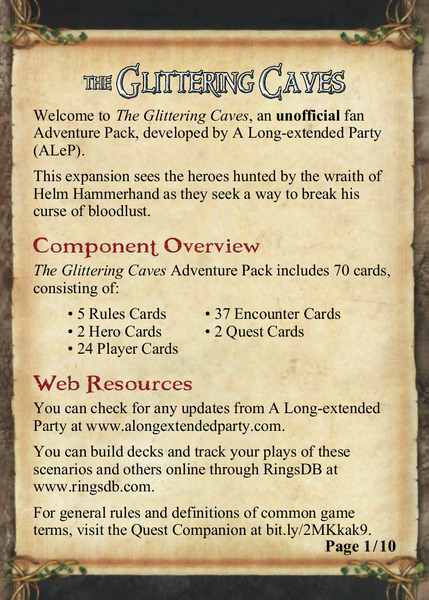 THE GLITTERING CAVES
Welcome to The Glittering Caves, an unofficial fan
Adventure Pack, developed by A Long-extended Party
(ALeP).
This expansion sees the heroes hunted by the wraith of
Helm Hammerhand as they seek a way to break his
curse of bloodlust.
Component Overview
The Glittering Caves Adventure Pack includes 70 cards,
consisting of:
• 5 Rules Cards • 37 Encounter Cards
• 2 Hero Cards • 2 Quest Cards
• 24 Player Cards
Web Resources
You can check for any updates from A Long-extended
Party at www.alongextendedparty.com.
You can build decks and track your plays of these
scenarios and others online through RingsDB at
www.ringsdb.com.
For general rules and definitions of common game
terms, visit the Quest Companion at bit.ly/2MKkak9.
Page 1/10